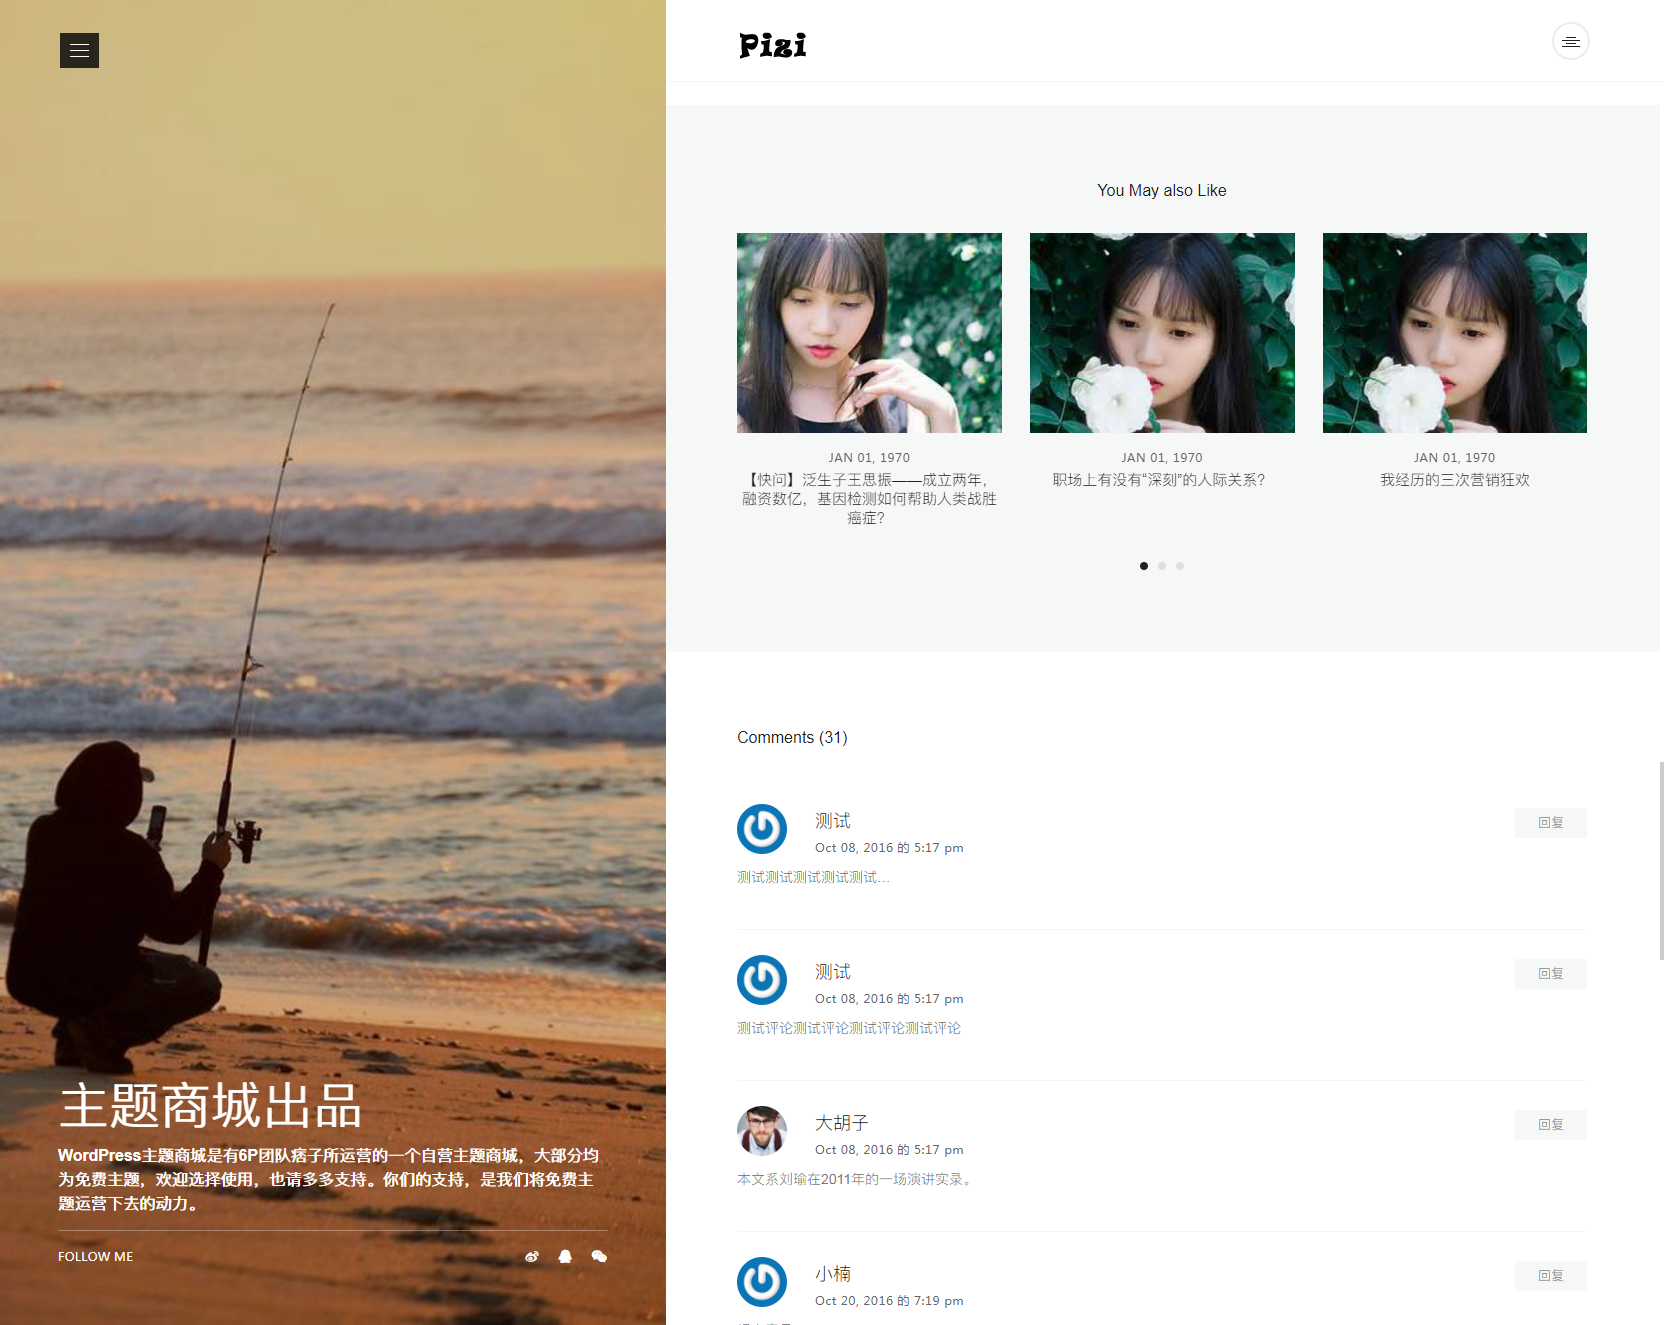 主题商城出品
WordPress主题商城是有6P团队痞子所运营的一个自营主题商城，大部分均
为免费主题，欢迎选择使用，也请多多支持。你们的支持，是我们将免费主
题运营下去的动力。
FOLLOW ME
Pizi
You May also Like
JAN 01, 1970
【快问】泛生子王思振——成立两年，
融资数亿，基因检测如何帮助人类战胜
癌症？
JAN 01, 1970
职场上有没有“深刻”的人际关系？
JAN 01, 1970
我经历的三次营销狂欢
Comments (31)
测试
回复
Oct 08, 2016 的 5:17 pm
测试测试测试测试测试…
测试
回复
Oct 08, 2016 的 5:17 pm
测试评论测试评论测试评论测试评论
大胡子
回复
Oct 08, 2016 的 5:17 pm
本文系刘瑜在2011年的一场演讲实录。
小楠
回复
Oct 20, 2016 的 7:19 pm